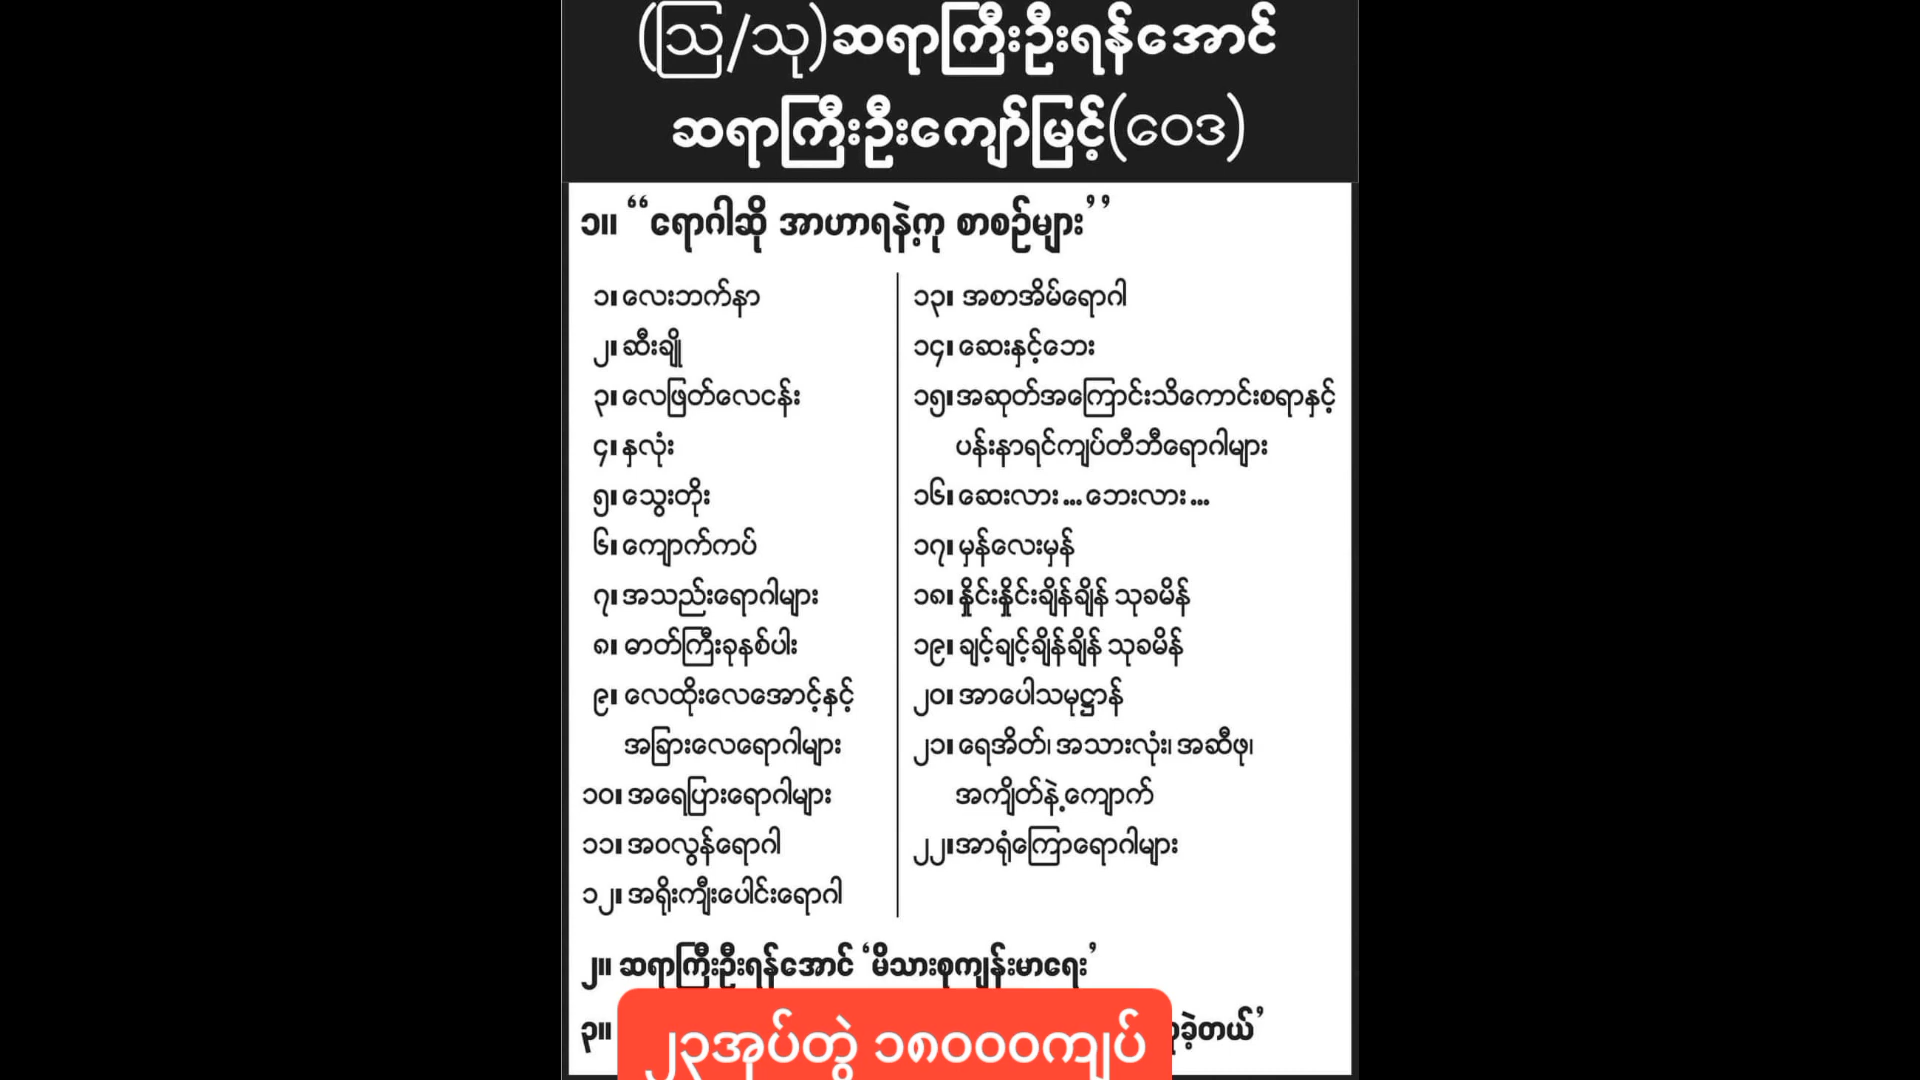 (ဩ/သု)ဆရာကြီးဦးရန်အောင်
ဆရာကြီးဦးကျော်မြင့်(ဝေဒ)
၁။ “ရောဂါဆို အာဟာရနဲ့ကု စာစဉ်များ”
၁။ လေးဘက်နာ
၂။ ဆီးချို
၃။ လေဖြတ်လေငန်း
၄။ နှလုံး
၅။ သွေးတိုး
၆။ ကျောက်ကပ်
၇။ အသည်းရောဂါများ
၈။ ဓာတ်ကြီးခုနစ်ပါး
၉။ လေထိုးလေအောင့်နှင့်
အခြားလေရောဂါများ
၁၀။ အရေပြားရောဂါများ
၁၁။ အဝလွန်ရောဂါ
၁၂။ အရိုးကျီးပေါင်းရောဂါ
၁၃။ အစာအိမ်ရောဂါ
၁၄။ ဆေးနှင့်ဘေး
၁၅။ အဆုတ်အကြောင်းသိကောင်းစရာနှင့်
ပန်းနာရင်ကျပ်တီဘီရောဂါများ
၁၆။ ဆေးလား... ဘေးလား...
၁၇။ မှန်လေးမှန်
၁၈။ နှိုင်းနှိုင်းချိန်ချိန် သုခမိန်
၁၉။ ချင့်ချင့်ချိန်ချိန် သုခမိန်
၂၀။ အာပေါသမုဋ္ဌာန်
၂၁။ ရေအိတ်၊ အသားလုံး၊ အဆီဖု၊
အကျိတ်နဲ့ကျောက်
၂၂။ အာရုံကြောရောဂါများ
၂။ ဆရာကြီးဦးရန်အောင် ‘မိသားစုကျန်းမာရေး’
၃။
၂၃အုပ်တွဲ ၁၈၀၀၀ကျပ်